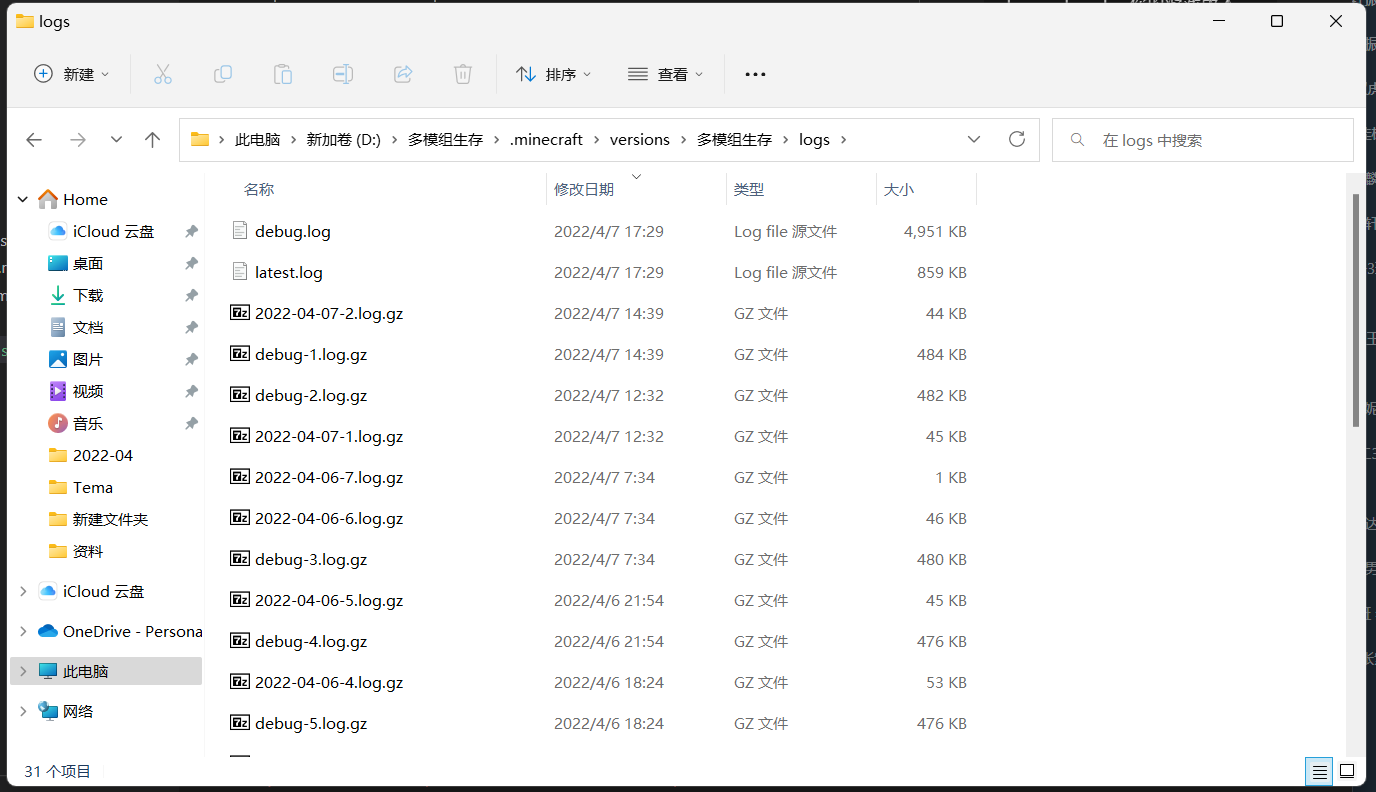 logs
新建
排序
查看
此电脑 新加卷 (D:) 多模组生存 .minecraft versions 多模组生存 logs
在 logs 中搜索
Home
iCloud 云盘
桌面
下载
文档
图片
视频
音乐
2022-04
Tema
新建文件夹
资料
iCloud 云盘
OneDrive - Persona
此电脑
网络
名称 修改日期 类型 大小
debug.log 2022/4/7 17:29 Log file 源文件 4,951 KB
latest.log 2022/4/7 17:29 Log file 源文件 859 KB
2022-04-07-2.log.gz 2022/4/7 14:39 GZ 文件 44 KB
debug-1.log.gz 2022/4/7 14:39 GZ 文件 484 KB
debug-2.log.gz 2022/4/7 12:32 GZ 文件 482 KB
2022-04-07-1.log.gz 2022/4/7 12:32 GZ 文件 45 KB
2022-04-06-7.log.gz 2022/4/7 7:34 GZ 文件 1 KB
2022-04-06-6.log.gz 2022/4/7 7:34 GZ 文件 46 KB
debug-3.log.gz 2022/4/7 7:34 GZ 文件 480 KB
2022-04-06-5.log.gz 2022/4/6 21:54 GZ 文件 45 KB
debug-4.log.gz 2022/4/6 21:54 GZ 文件 476 KB
2022-04-06-4.log.gz 2022/4/6 18:24 GZ 文件 53 KB
debug-5.log.gz 2022/4/6 18:24 GZ 文件 476 KB
31 个项目